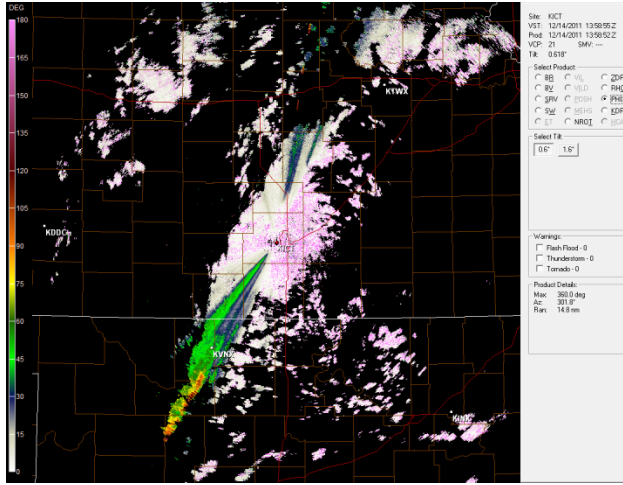 DEG
180
165
150
135
120
105
90
75
60
45
30
15
0
KTWX
KDDC
KICT
KVNX
KINX
Site: KICT
VST: 12/14/2011 13:58:55 Z
Prod: 12/14/2011 13:58:52 Z
VCP: 21 SMV: ---
Tilt: 0.618°
Select Product:
BR VIL ZDR
BV VILD RHO
SRV POSH PHI
SW MEHS KDP
ET NROT HCA
Select Tilt:
0.6° 1.6°
Warnings:
Flash Flood - 0
Thunderstorm - 0
Tornado - 0
Product Details:
Max: 360.0 deg
Az: 301.8°
Ran: 14.8 nm